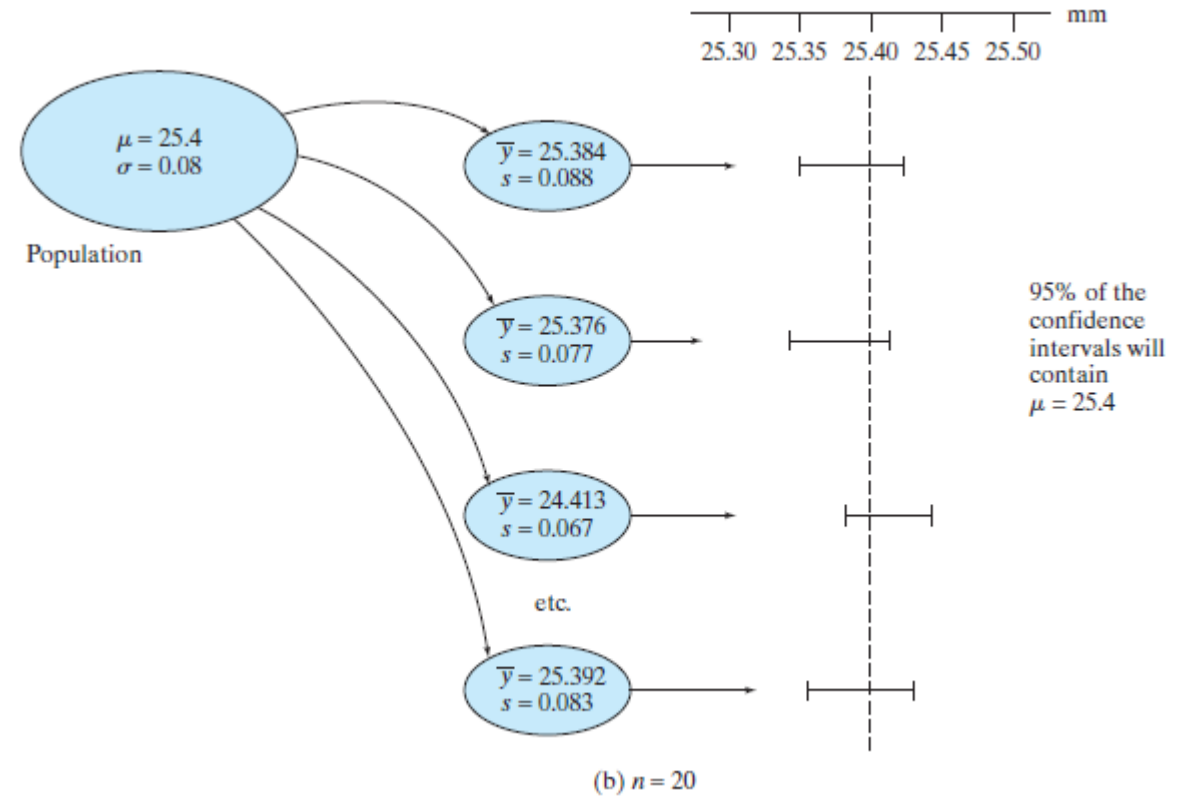 mm
25.30 25.35 25.40 25.45 25.50
μ = 25.4
σ = 0.08
Population
y̅ = 25.384
s = 0.088
y̅ = 25.376
s = 0.077
95% of the
confidence
intervals will
contain
μ = 25.4
y̅ = 24.413
s = 0.067
etc.
y̅ = 25.392
s = 0.083
(b) n = 20